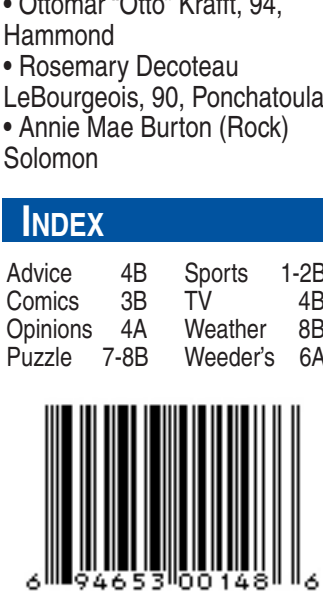 • Ottomar "Otto" Krafft, 94,
Hammond
• Rosemary Decoteau
LeBourgeois, 90, Ponchatoula
• Annie Mae Burton (Rock)
Solomon
INDEX
Advice 4B Sports 1-2B
Comics 3B TV 4B
Opinions 4A Weather 8B
Puzzle 7-8B Weeder's 6A
6 94653 00148 6